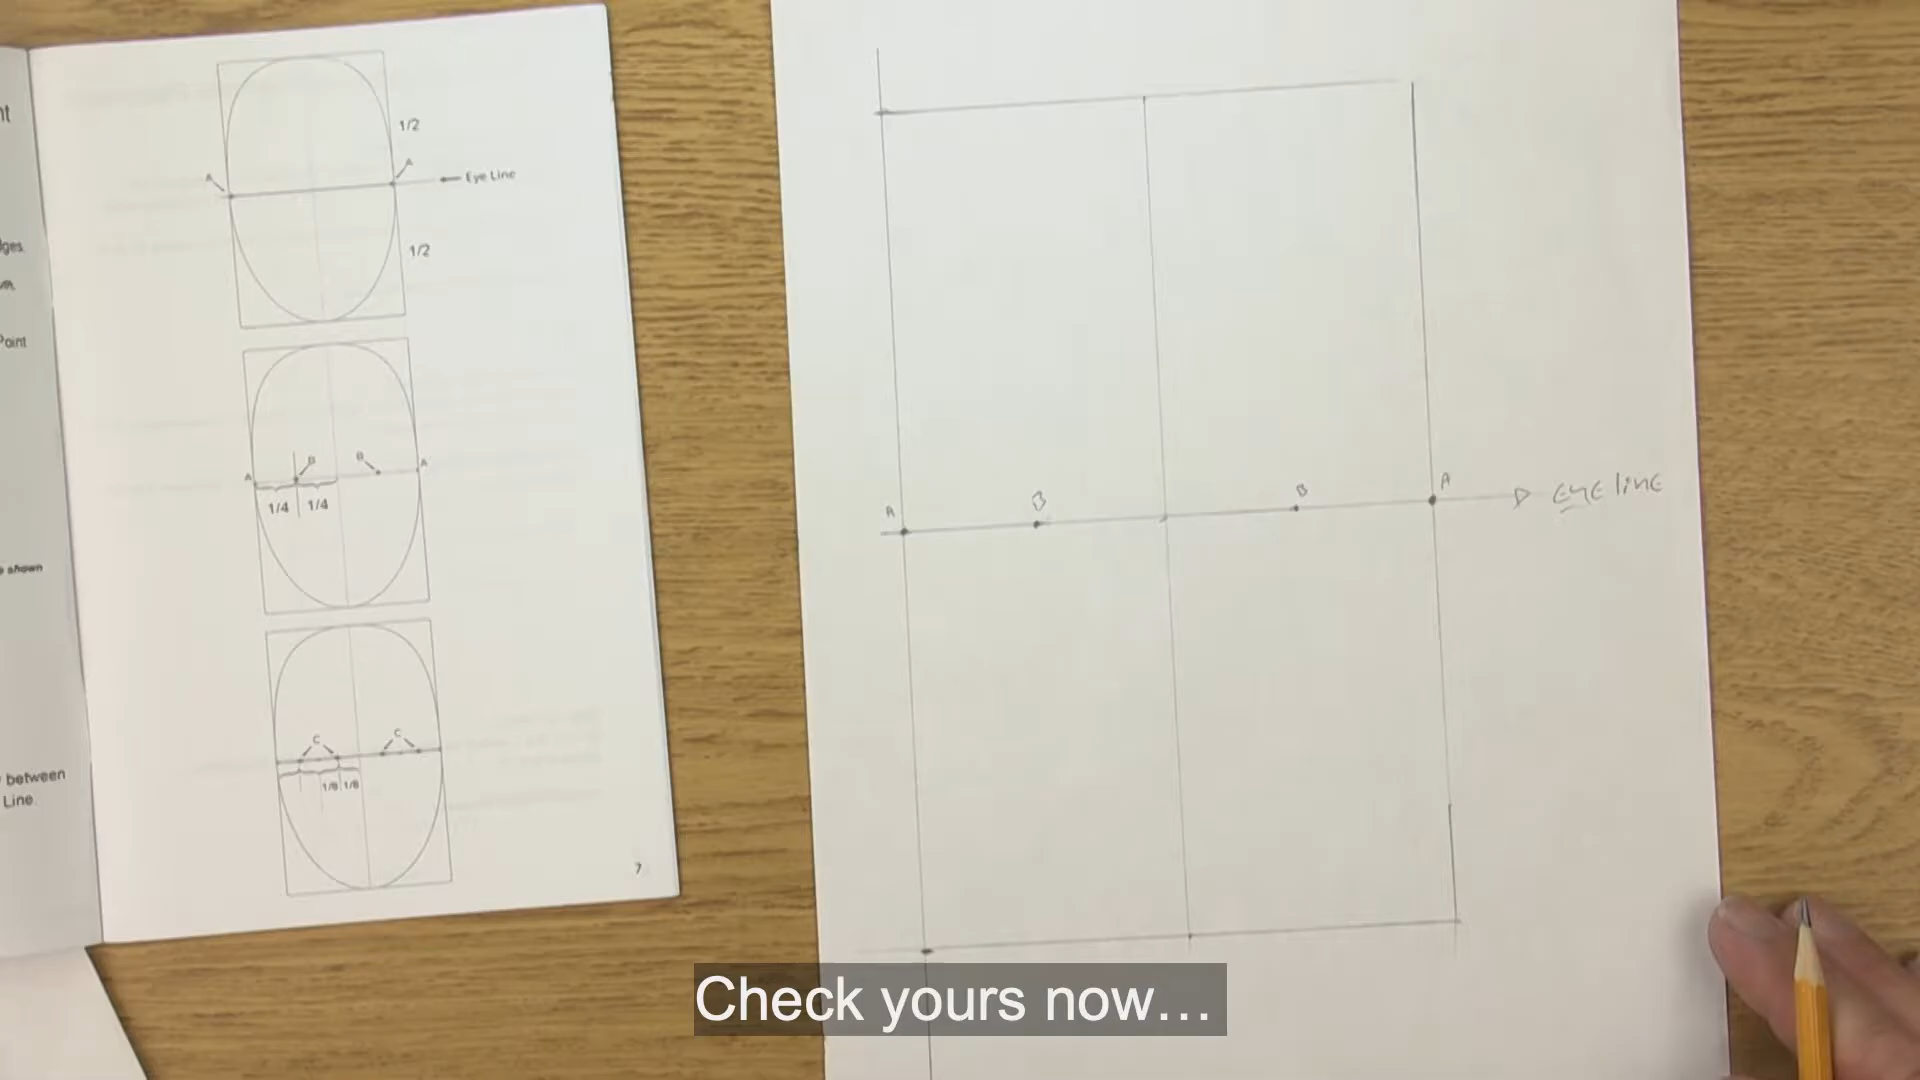 nt
dges.
Point
e shown
between
Line.
1/2
A
A
Eye Line
1/2
A
B
B
A
1/4
1/4
C
C
1/8
1/8
7
A
B
B
A
eye line
Check yours now…